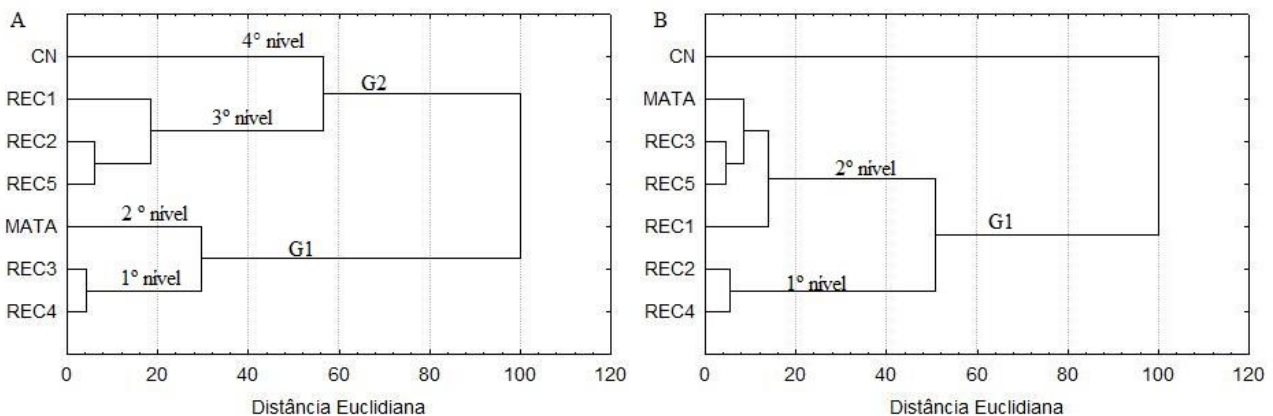 A
CN
4° nível
REC1
G2
REC2
3° nível
REC5
MATA
2 ° nível
REC3
G1
1° nível
REC4
0 20 40 60 80 100 120
Distância Euclidiana
B
CN
MATA
REC3
2° nível
REC5
REC1
G1
REC2
1° nível
REC4
0 20 40 60 80 100 120
Distância Euclidiana